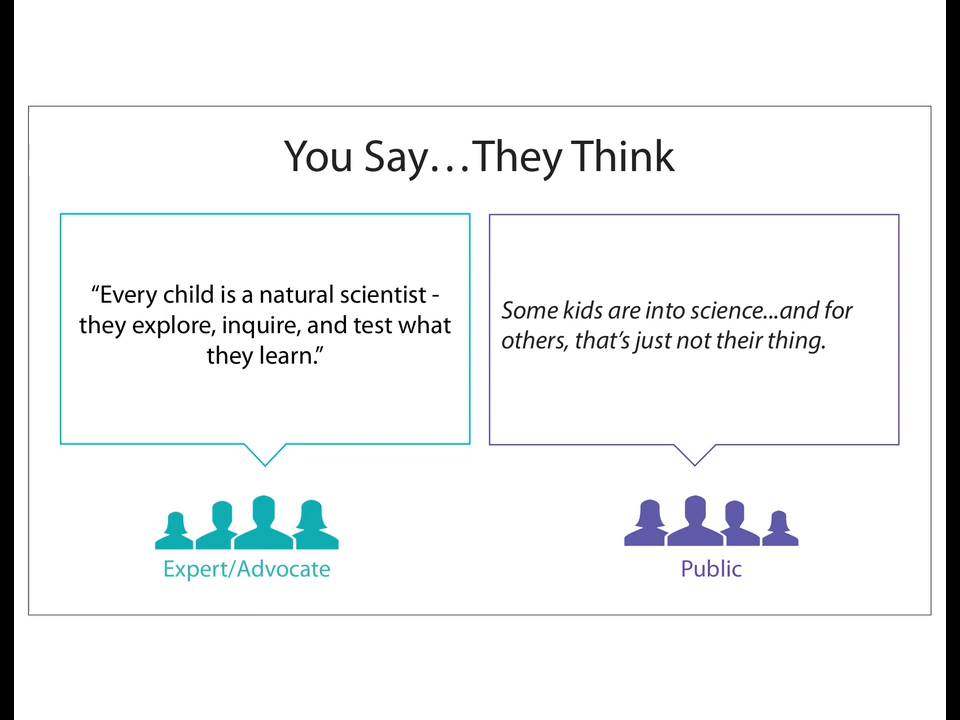 You Say…They Think
“Every child is a natural scientist -
they explore, inquire, and test what
they learn.”
Some kids are into science...and for
others, that’s just not their thing.
Expert/Advocate
Public